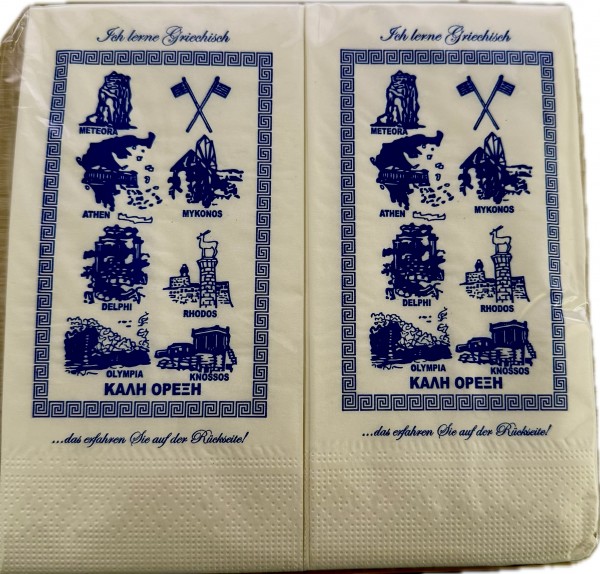 Ich lerne Griechisch
METEORA
ATHEN
MYKONOS
DELPHI
RHODOS
OLYMPIA
KNOSSOS
ΚΑΛΗ ΟΡΕΞΗ
...das erfahren Sie auf der Rückseite!
Ich lerne Griechisch
METEORA
ATHEN
MYKONOS
DELPHI
RHODOS
OLYMPIA
KNOSSOS
ΚΑΛΗ ΟΡΕΞΗ
...das erfahren Sie auf der Rückseite!